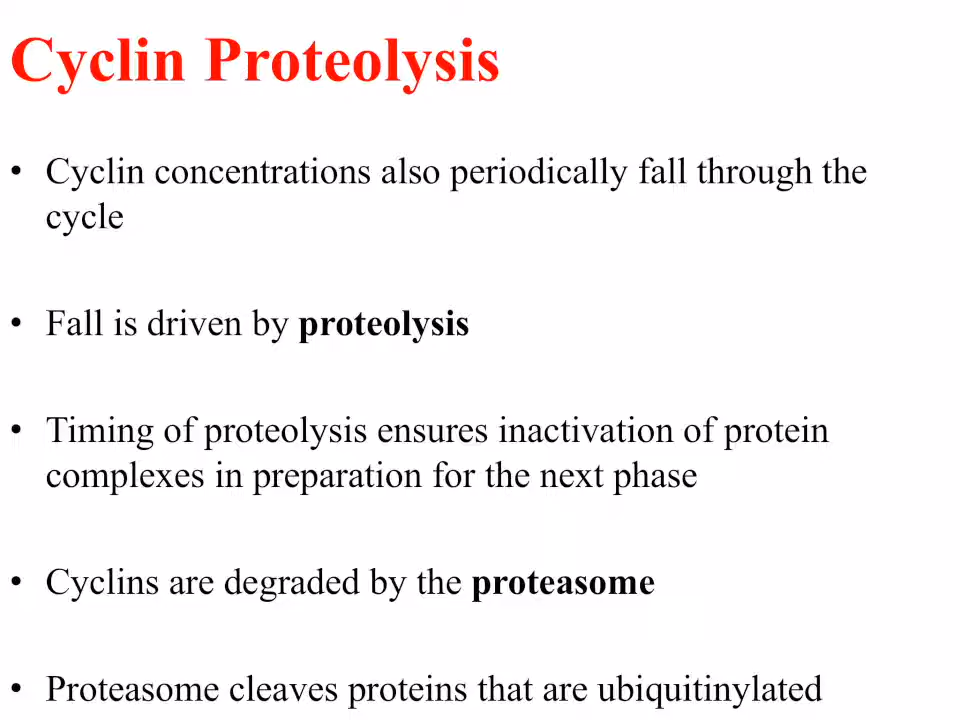 Cyclin Proteolysis
• Cyclin concentrations also periodically fall through the
cycle
• Fall is driven by proteolysis
• Timing of proteolysis ensures inactivation of protein
complexes in preparation for the next phase
• Cyclins are degraded by the proteasome
• Proteasome cleaves proteins that are ubiquitinylated